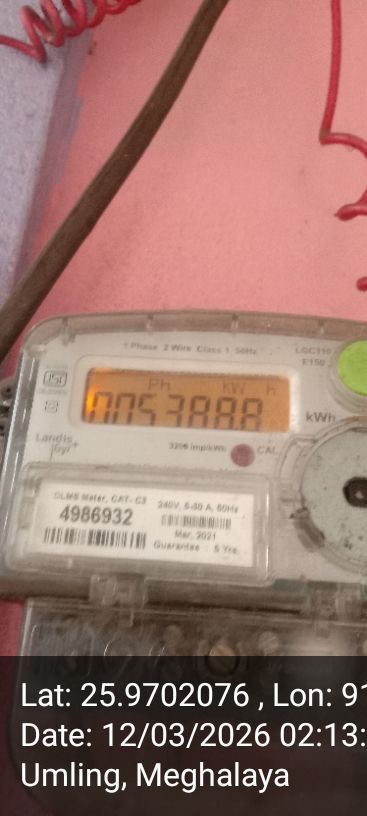 1 Phase 2 Wire Class 1 50Hz
LGC110
E150
ISI
Ph kW h
kWh
Landis
Gyr+
3200 imp/kWh
CAL
DLMS Meter, CAT- C3
240V, 5-30 A, 50Hz
4986932
Mar, 2021
Guarantee : 5 Yrs.
Lat: 25.9702076 , Lon: 91
Date: 12/03/2026 02:13:
Umling, Meghalaya